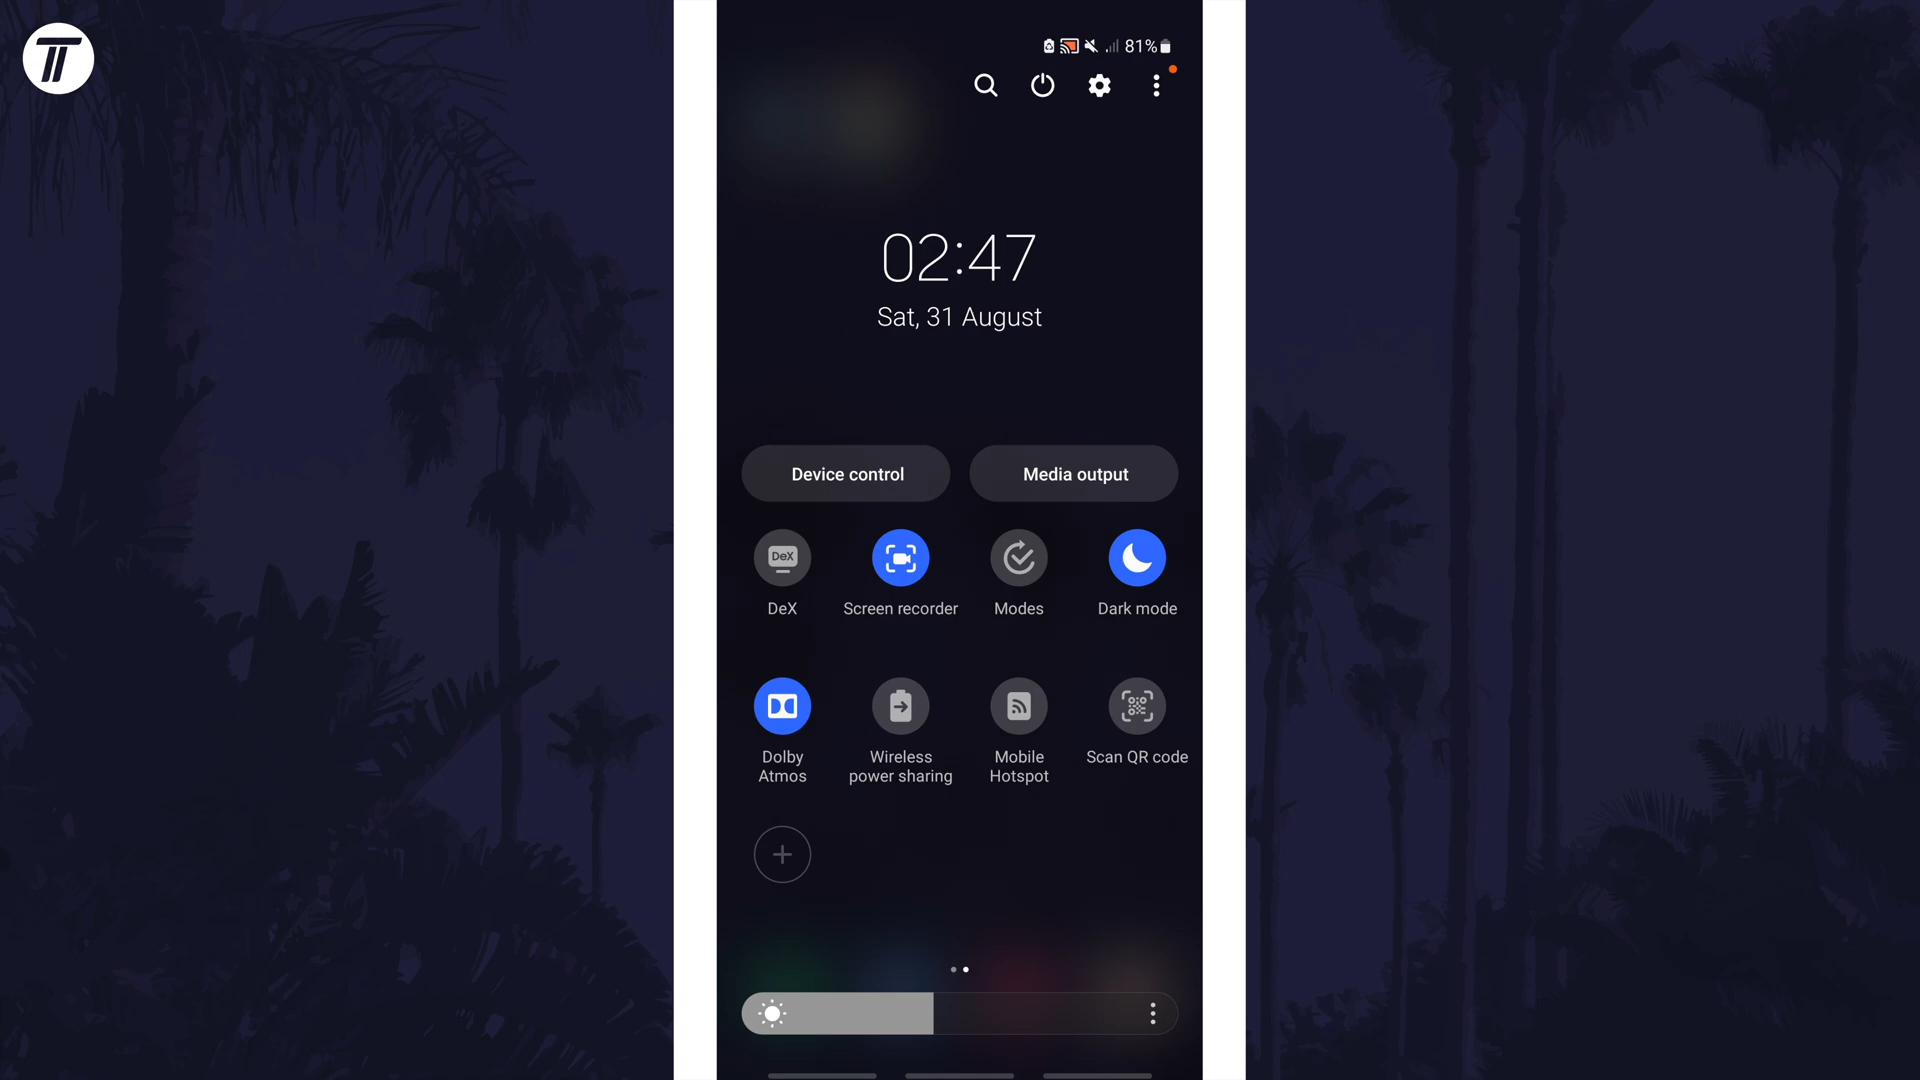 81%
02:47
Sat, 31 August
Device control
Media output
DeX
DeX
Screen recorder
Modes
Dark mode
Dolby
Atmos
Wireless
power sharing
Mobile
Hotspot
Scan QR code